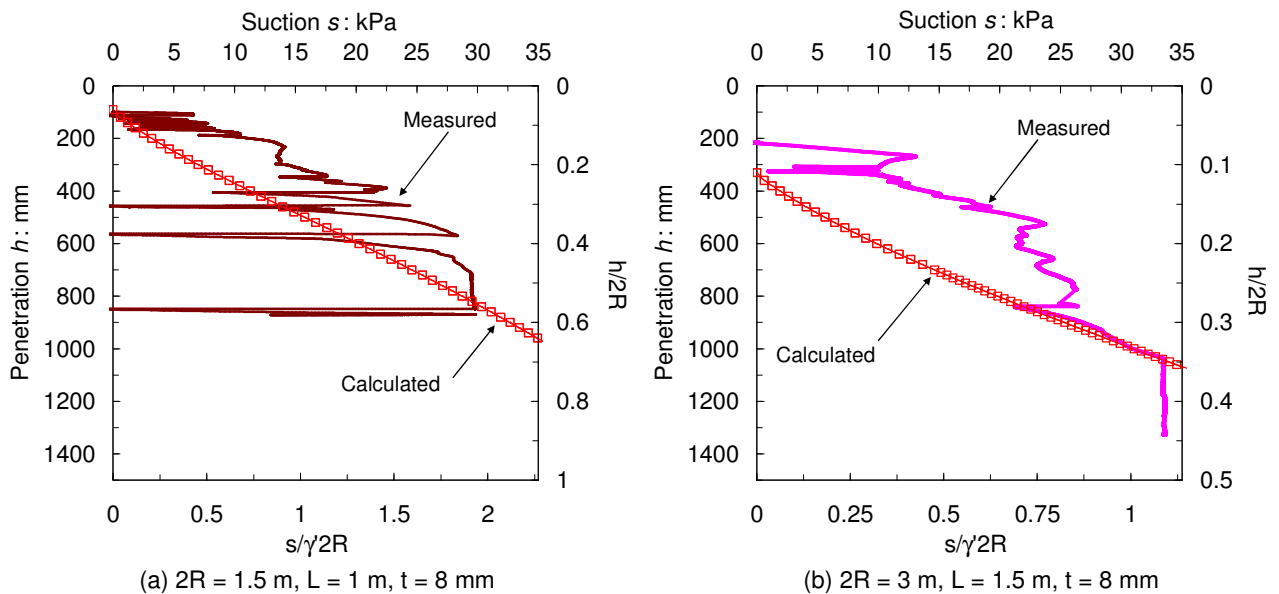 Suction s : kPa
0 5 10 15 20 25 30 35
Penetration h : mm
0
200
400
600
800
1000
1200
1400
Measured
Calculated
0
0.2
0.4
0.6
0.8
1
h/2R
0 0.5 1 1.5 2
s/γ'2R
(a) 2R = 1.5 m, L = 1 m, t = 8 mm
Suction s : kPa
0 5 10 15 20 25 30 35
Penetration h : mm
0
200
400
600
800
1000
1200
1400
Measured
Calculated
0
0.1
0.2
0.3
0.4
0.5
h/2R
0 0.25 0.5 0.75 1
s/γ'2R
(b) 2R = 3 m, L = 1.5 m, t = 8 mm